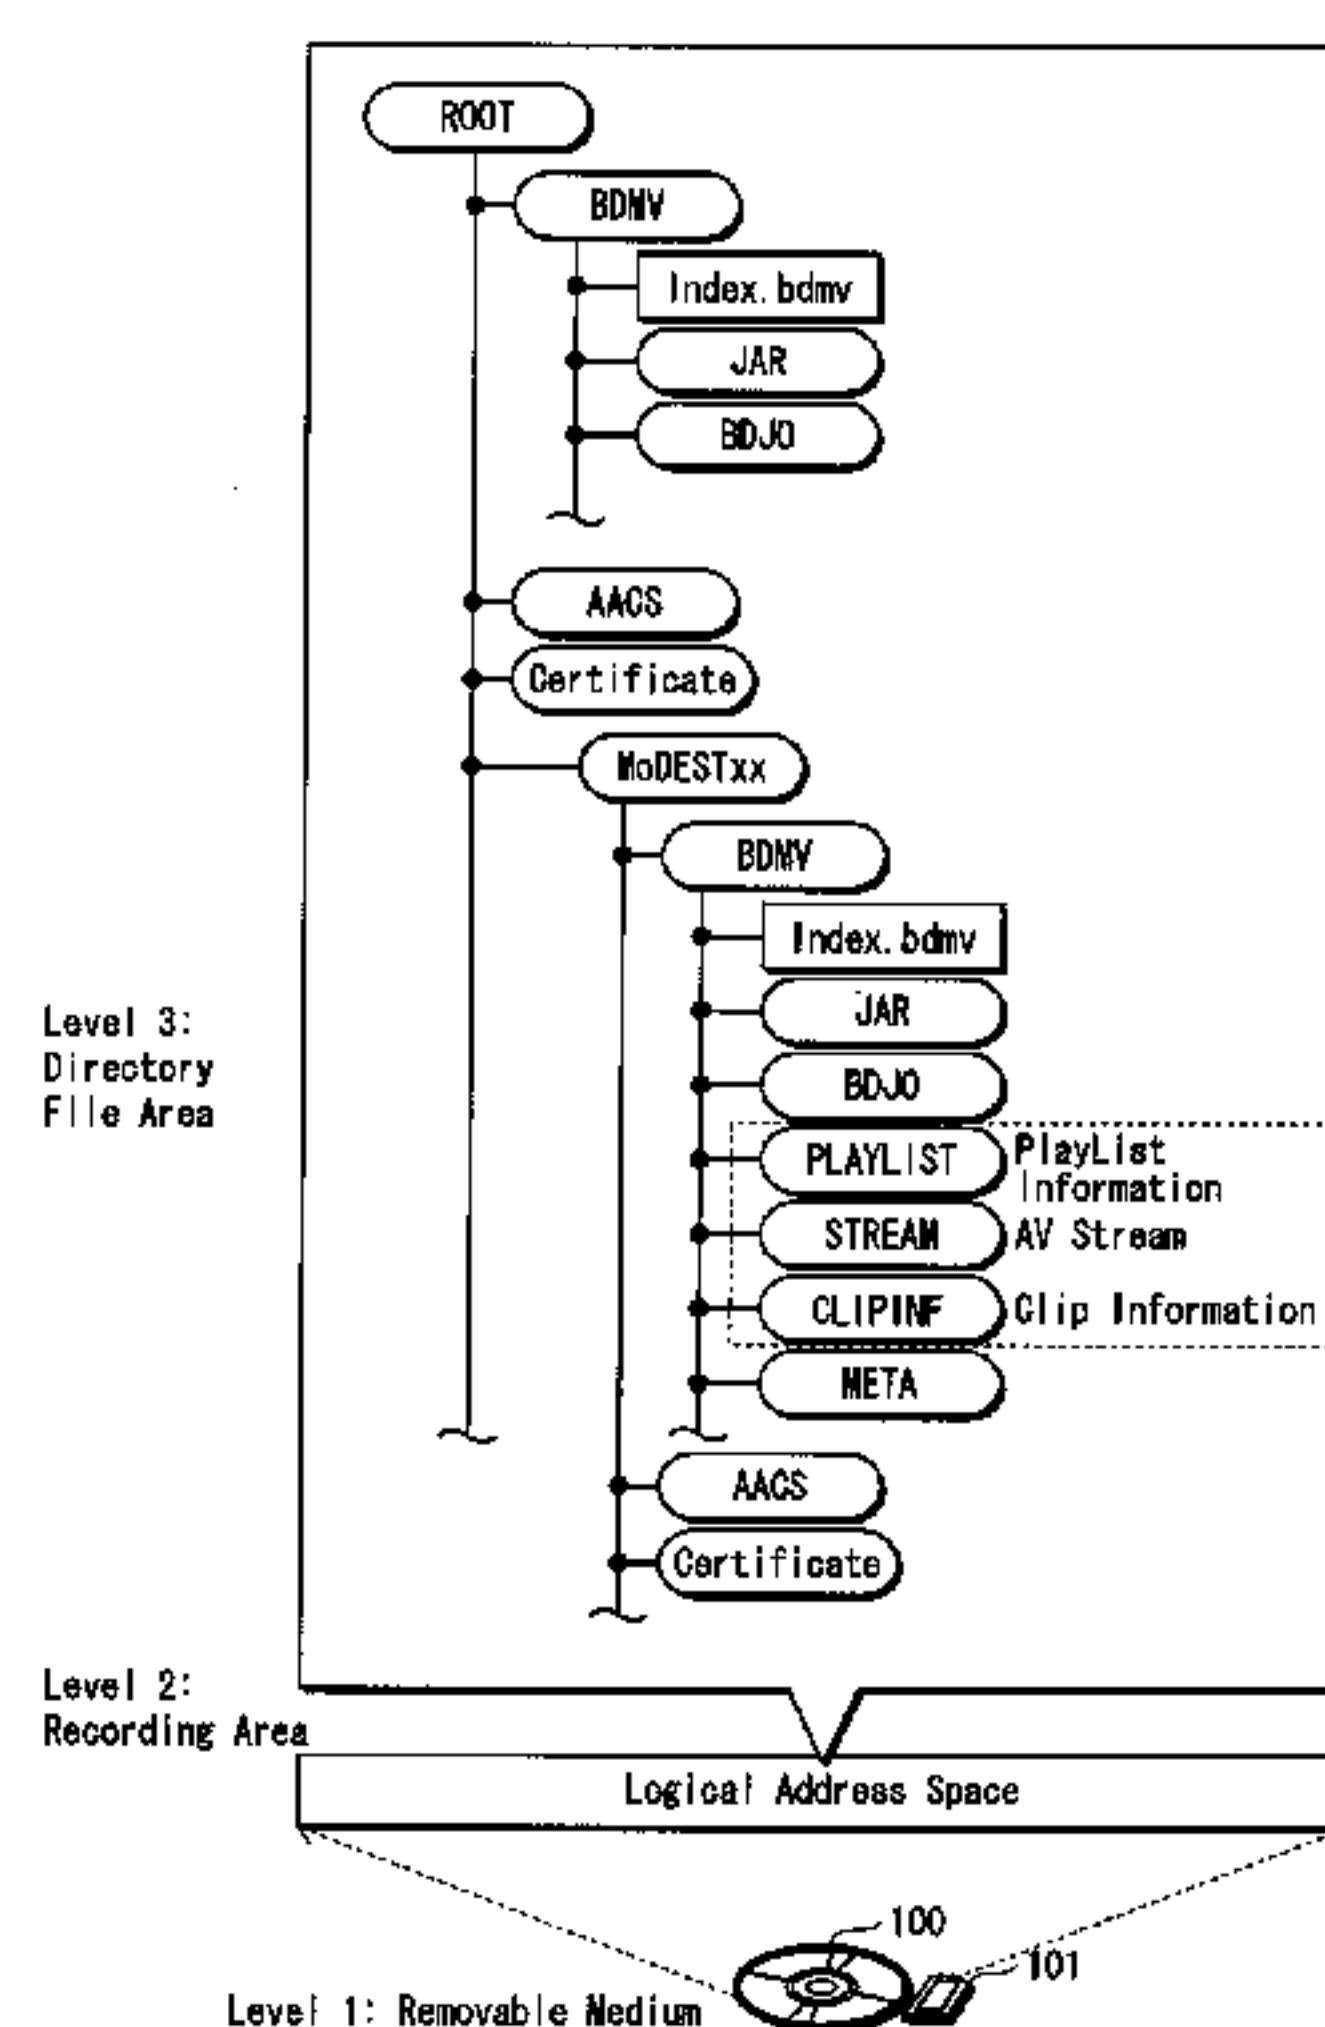 ROOT
BDMV
Index.bdmv
JAR
BDJO
AACS
Certificate
MoDESTxx
BDMV
Index.bdmv
JAR
BDJO
Level 3:
Directory
File Area
PLAYLIST
PlayList
Information
STREAM
AV Stream
CLIPINF
Clip Information
META
AACS
Certificate
Level 2:
Recording Area
Logical Address Space
100
101
Level 1: Removable Medium